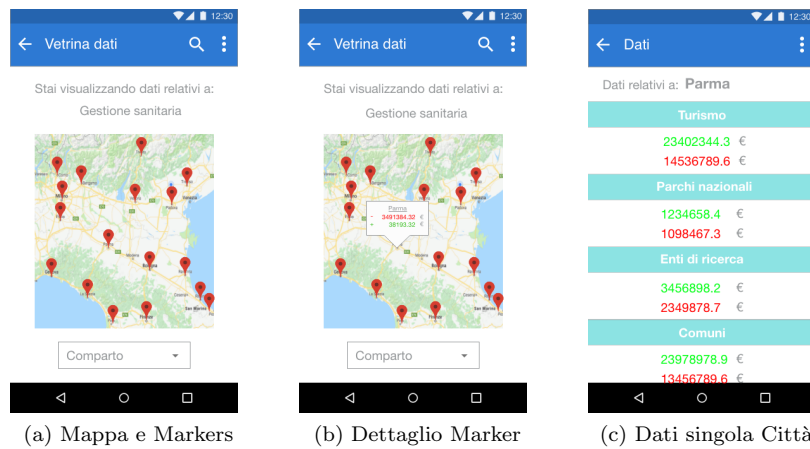 12:30
Vetrina dati
Stai visualizzando dati relativi a:
Gestione sanitaria
Comparto
(a) Mappa e Markers
12:30
Vetrina dati
Stai visualizzando dati relativi a:
Gestione sanitaria
Parma
- 3491384.32 €
+ 38193.32 €
Comparto
(b) Dettaglio Marker
12:30
Dati
Dati relativi a: Parma
Turismo
23402344.3 €
14536789.6 €
Parchi nazionali
1234658.4 €
1098467.3 €
Enti di ricerca
3456898.2 €
2349878.7 €
Comuni
23978978.9 €
13456789.6 €
(c) Dati singola Città